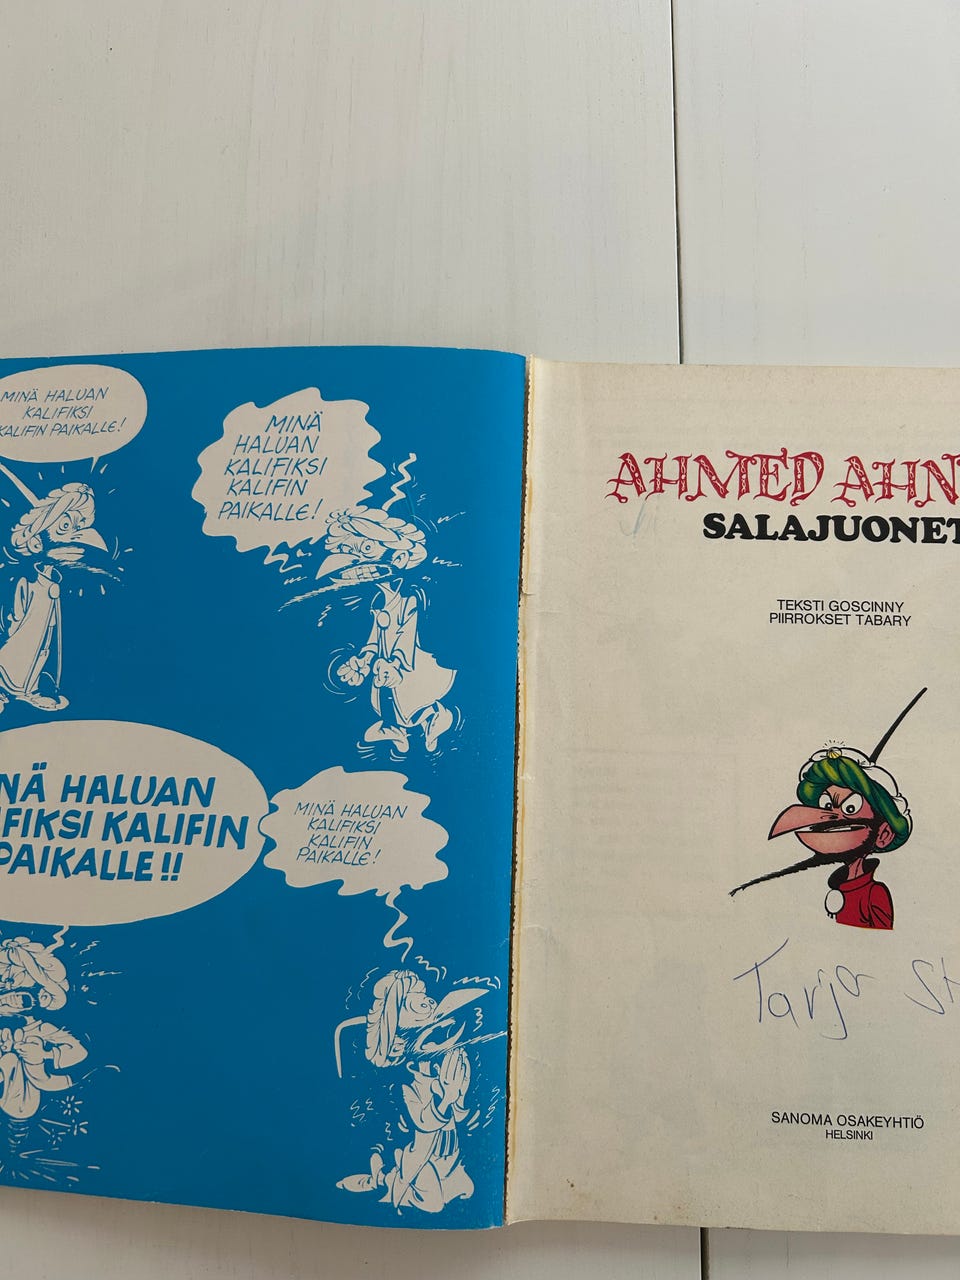 MINÄ HALUAN
KALIFIKSI
KALIFIN PAIKALLE!
MINÄ
HALUAN
KALIFIKSI
KALIFIN
PAIKALLE!
NÄ HALUAN
IFIKSI KALIFIN
PAIKALLE!!
MINÄ HALUAN
KALIFIKSI
KALIFIN
PAIKALLE!
AHMED AHN
SALAJUONET
TEKSTI GOSCINNY
PIIRROKSET TABARY
Tarja
SANOMA OSAKEYHTIÖ
HELSINKI